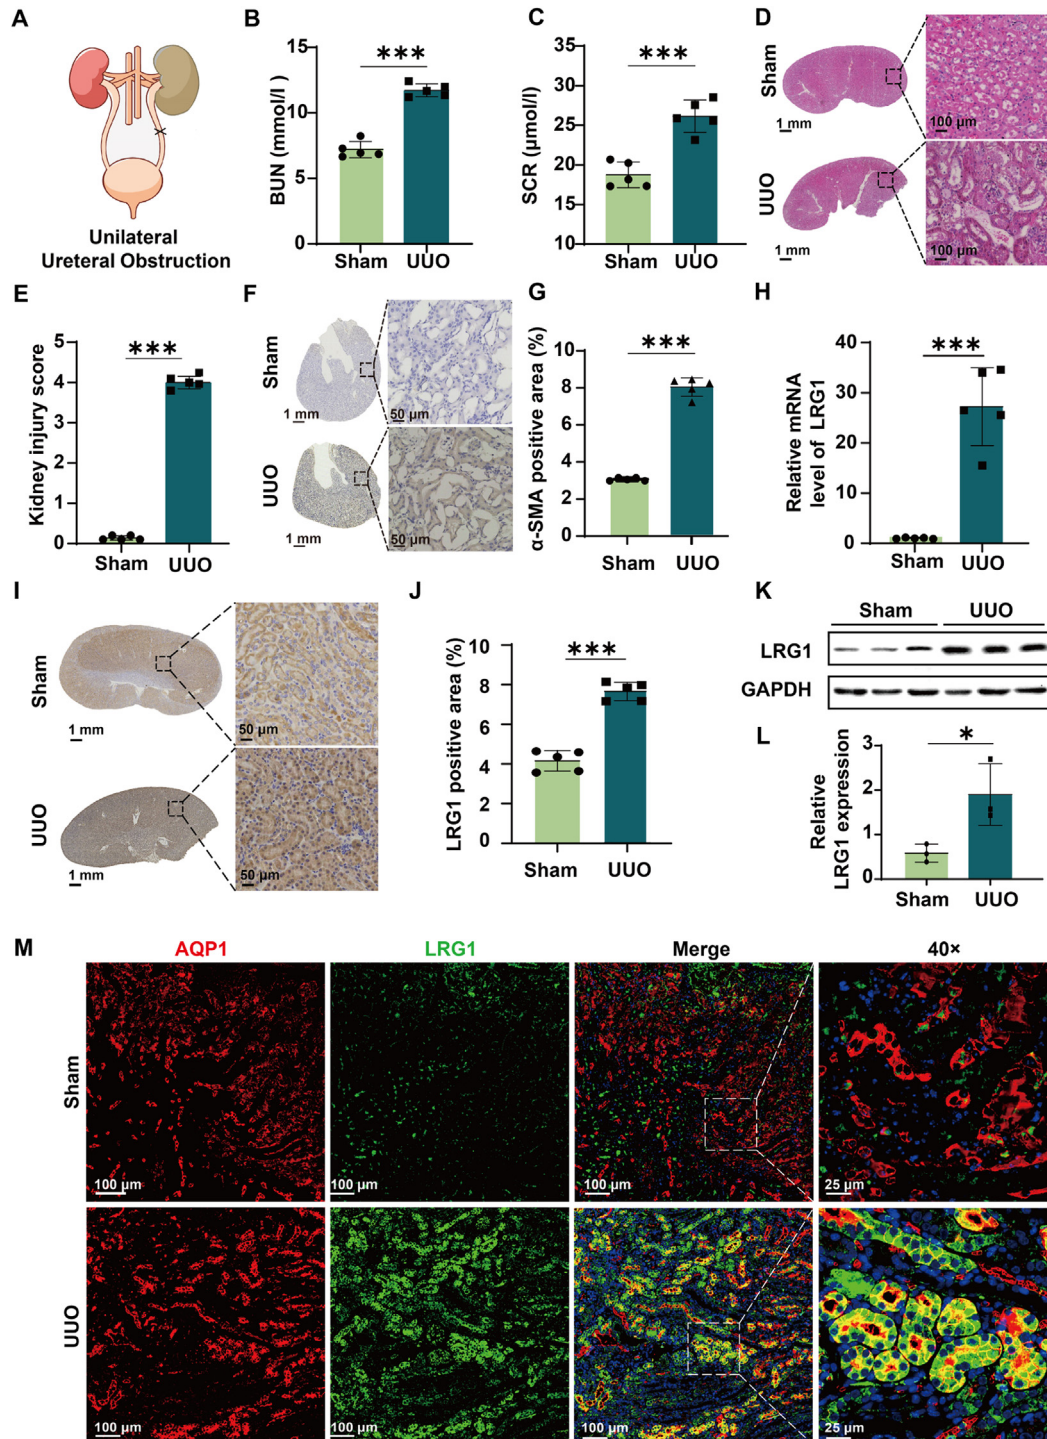 A
Unilateral
Ureteral Obstruction
B
BUN (mmol/l)
15
10
5
0
***
Sham
UUO
C
SCR (μmol/l)
35
30
25
20
15
10
***
Sham
UUO
D
Sham
1 mm
100 μm
UUO
1 mm
100 μm
E
Kidney injury score
5
4
3
2
1
0
***
Sham
UUO
F
Sham
1 mm
50 μm
UUO
1 mm
50 μm
G
α-SMA positive area (%)
10
8
6
4
2
0
***
Sham
UUO
H
Relative mRNA
level of LRG1
40
30
20
10
0
***
Sham
UUO
I
Sham
1 mm
50 μm
UUO
1 mm
50 μm
J
LRG1 positive area (%)
10
8
6
4
2
0
***
Sham
UUO
K
Sham
UUO
LRG1
GAPDH
L
Relative
LRG1 expression
3
2
1
0
*
Sham
UUO
M
AQP1
LRG1
Merge
40×
Sham
100 μm
100 μm
100 μm
25 μm
UUO
100 μm
100 μm
100 μm
25 μm